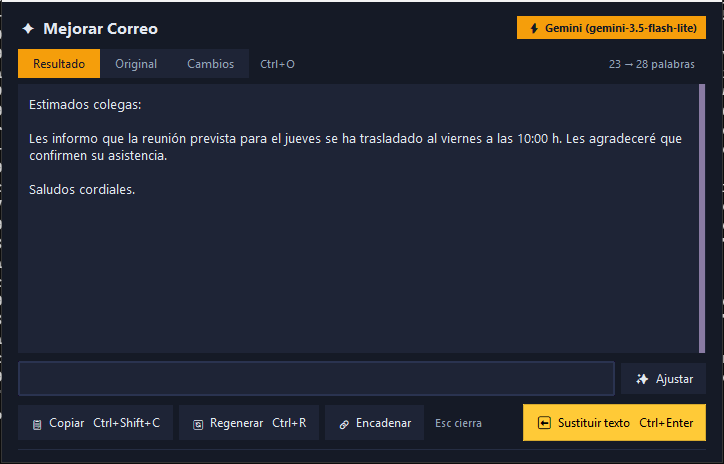 Mejorar Correo
Gemini (gemini-3.5-flash-lite)
Resultado Original Cambios Ctrl+O 23 → 28 palabras
Estimados colegas:
Les informo que la reunión prevista para el jueves se ha trasladado al viernes a las 10:00 h. Les agradeceré que
confirmen su asistencia.
Saludos cordiales.
Ajustar
Copiar Ctrl+Shift+C Regenerar Ctrl+R Encadenar Esc cierra Sustituir texto Ctrl+Enter